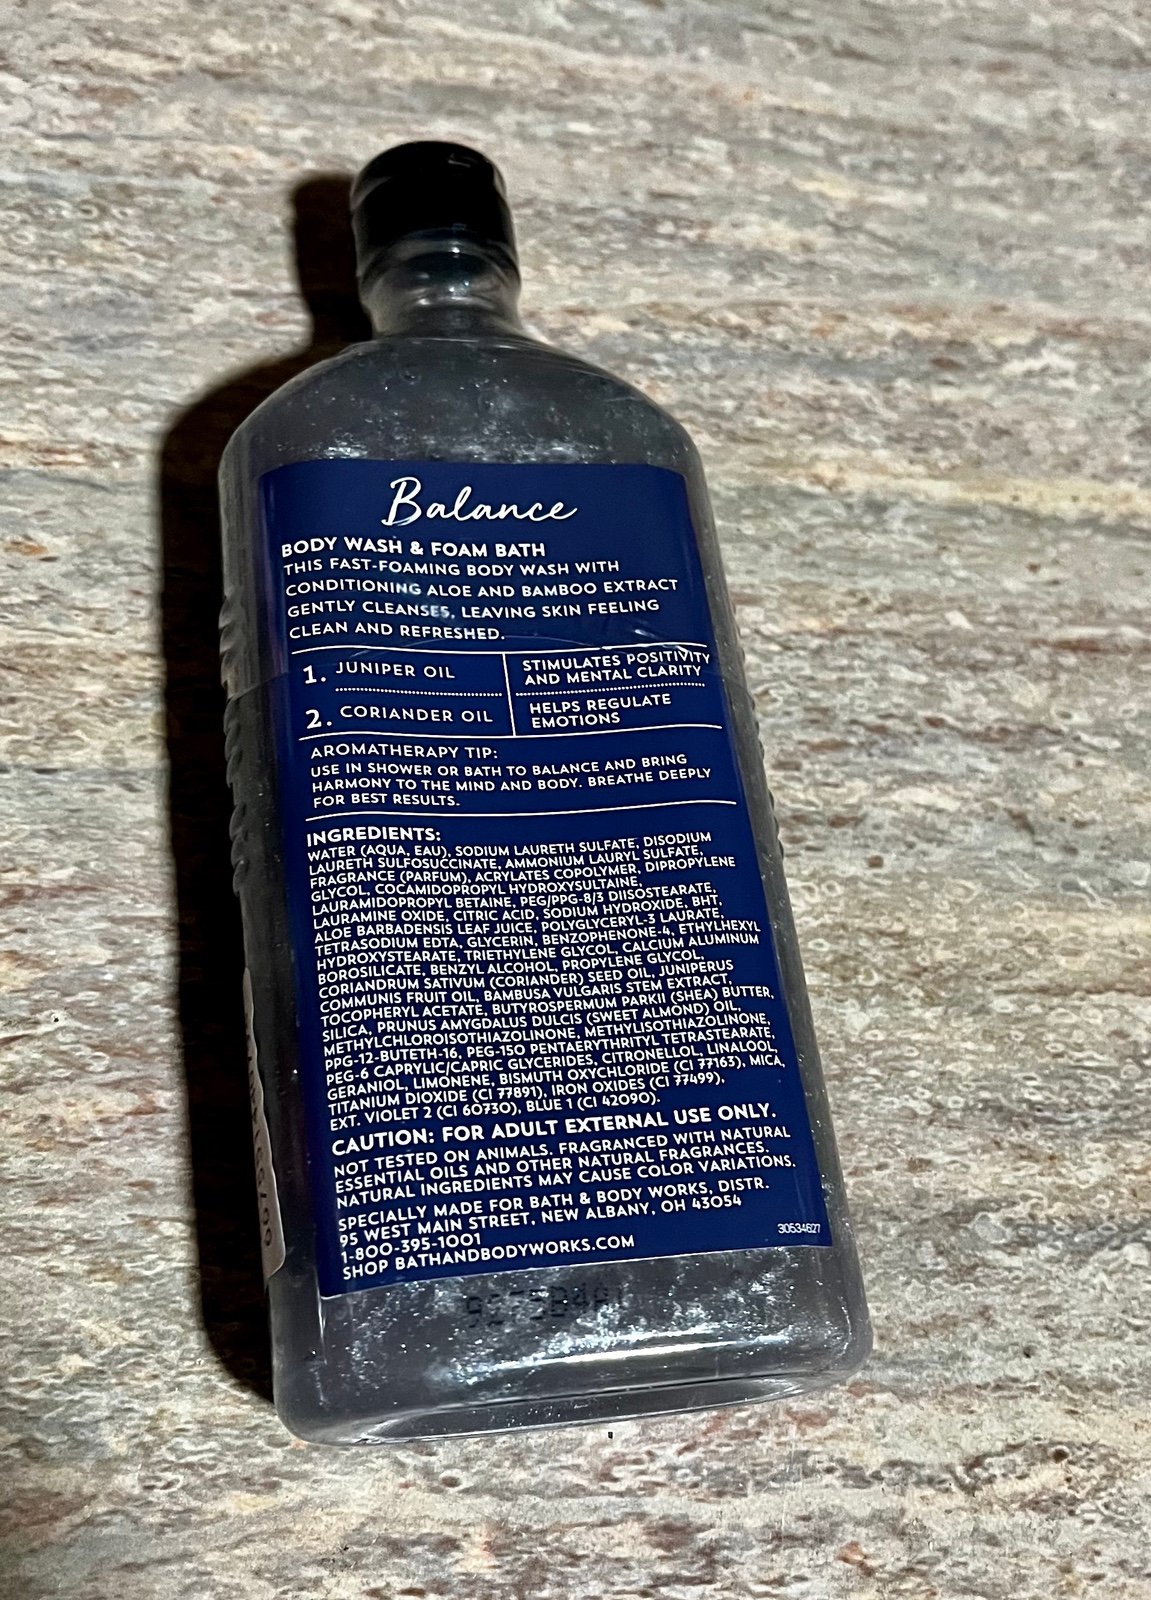 Balance
BODY WASH & FOAM BATH
THIS FAST-FOAMING BODY WASH WITH
CONDITIONING ALOE AND BAMBOO EXTRACT
GENTLY CLEANSES, LEAVING SKIN FEELING
CLEAN AND REFRESHED.
1. JUNIPER OIL
STIMULATES POSITIVITY
AND MENTAL CLARITY
2. CORIANDER OIL
HELPS REGULATE
EMOTIONS
AROMATHERAPY TIP:
USE IN SHOWER OR BATH TO BALANCE AND BRING
HARMONY TO THE MIND AND BODY. BREATHE DEEPLY
FOR BEST RESULTS.
INGREDIENTS:
WATER (AQUA, EAU), SODIUM LAURETH SULFATE, DISODIUM
LAURETH SULFOSUCCINATE, AMMONIUM LAURYL SULFATE,
FRAGRANCE (PARFUM), ACRYLATES COPOLYMER, DIPROPYLENE
GLYCOL, COCAMIDOPROPYL HYDROXYSULTAINE,
LAURAMIDOPROPYL BETAINE, PEG/PPG-8/3 DIISOSTEARATE,
LAURAMINE OXIDE, CITRIC ACID, SODIUM HYDROXIDE, BHT,
ALOE BARBADENSIS LEAF JUICE, POLYGLYCERYL-3 LAURATE,
TETRASODIUM EDTA, GLYCERIN, BENZOPHENONE-4, ETHYLHEXYL
HYDROXYSTEARATE, TRIETHYLENE GLYCOL, CALCIUM ALUMINUM
BOROSILICATE, BENZYL ALCOHOL, PROPYLENE GLYCOL,
CORIANDRUM SATIVUM (CORIANDER) SEED OIL, JUNIPERUS
COMMUNIS FRUIT OIL, BAMBUSA VULGARIS STEM EXTRACT,
TOCOPHERYL ACETATE, BUTYROSPERMUM PARKII (SHEA) BUTTER,
SILICA, PRUNUS AMYGDALUS DULCIS (SWEET ALMOND) OIL,
METHYLCHLOROISOTHIAZOLINONE, METHYLISOTHIAZOLINONE,
PPG-12-BUTETH-16, PEG-150 PENTAERYTHRITYL TETRASTEARATE,
PEG-6 CAPRYLIC/CAPRIC GLYCERIDES, CITRONELLOL, LINALOOL,
GERANIOL, LIMONENE, BISMUTH OXYCHLORIDE (CI 77163), MICA,
TITANIUM DIOXIDE (CI 77891), IRON OXIDES (CI 77499),
EXT. VIOLET 2 (CI 60730), BLUE 1 (CI 42090).
CAUTION: FOR ADULT EXTERNAL USE ONLY.
NOT TESTED ON ANIMALS. FRAGRANCED WITH NATURAL
ESSENTIAL OILS AND OTHER NATURAL FRAGRANCES.
NATURAL INGREDIENTS MAY CAUSE COLOR VARIATIONS.
SPECIALLY MADE FOR BATH & BODY WORKS, DISTR.
95 WEST MAIN STREET, NEW ALBANY, OH 43054
1-800-395-1001
SHOP BATHANDBODYWORKS.COM
30534627